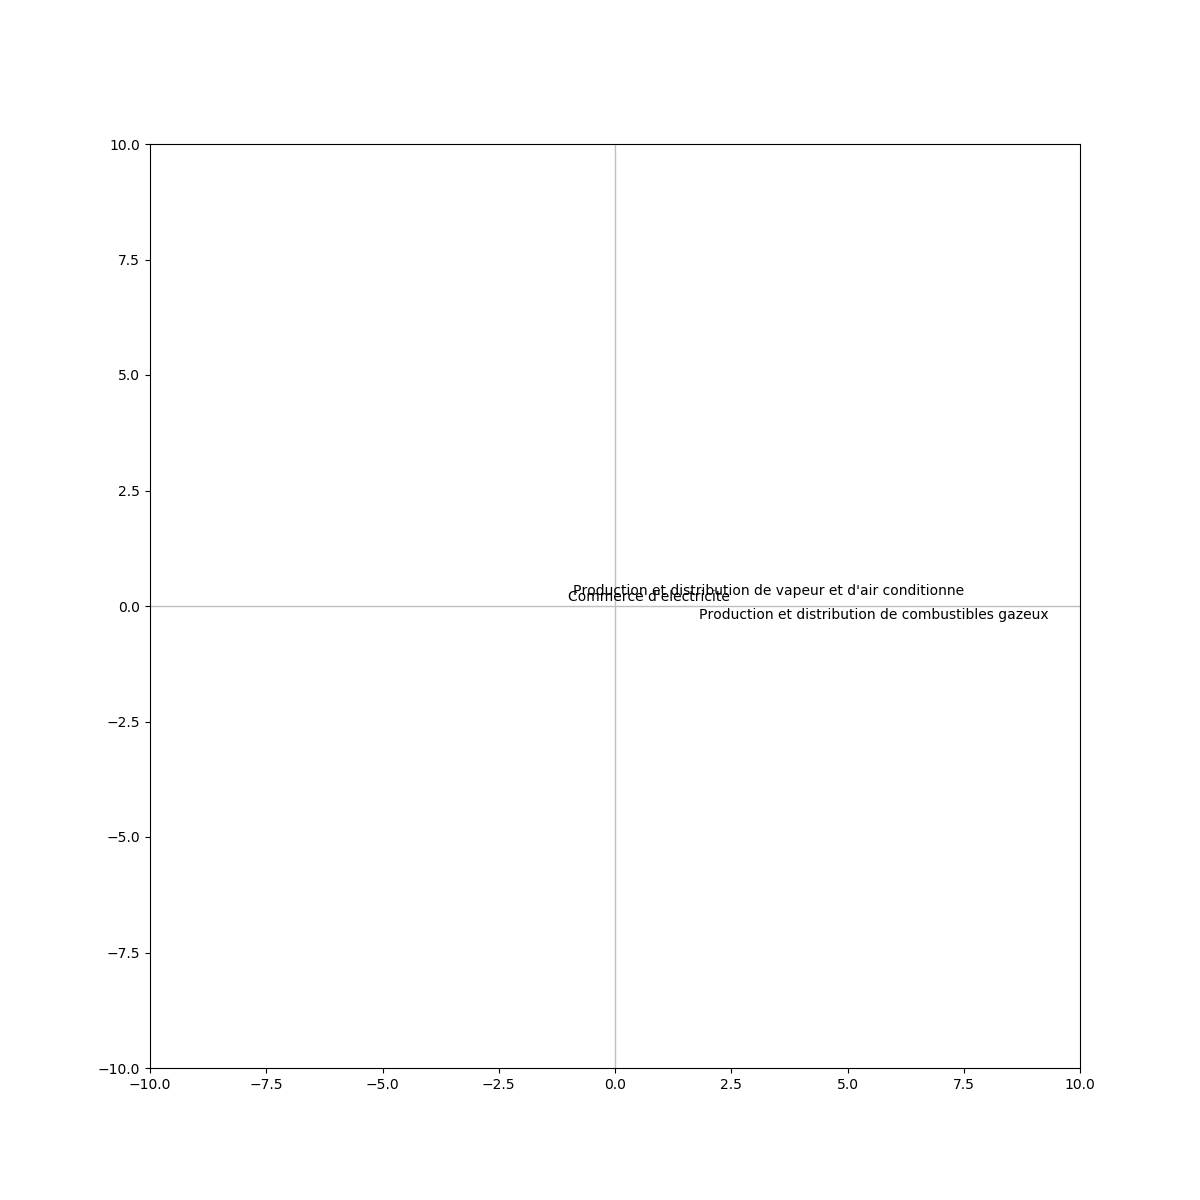 10.0
7.5
5.0
2.5
Production et distribution de vapeur et d'air conditionne
Commerce d'electricite
0.0
Production et distribution de combustibles gazeux
−2.5
−5.0
−7.5
−10.0
−10.0 −7.5 −5.0 −2.5 0.0 2.5 5.0 7.5 10.0